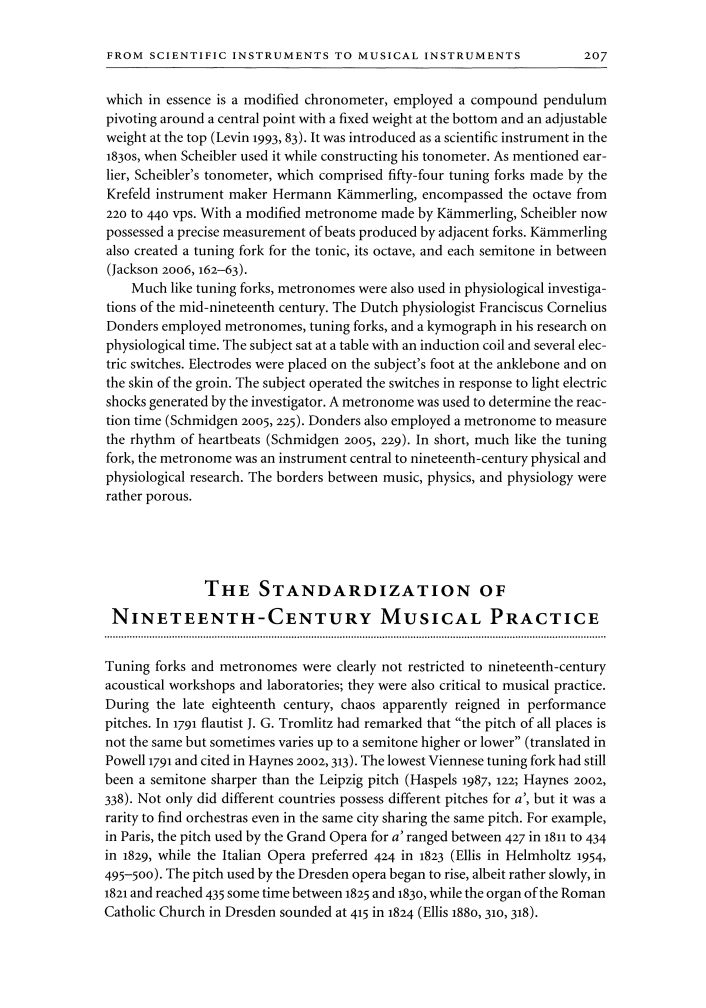 FROM SCIENTIFIC INSTRUMENTS TO MUSICAL INSTRUMENTS 207
which in essence is a modified chronometer, employed a compound pendulum
pivoting around a central point with a fixed weight at the bottom and an adjustable
weight at the top (Levin 1993, 83). It was introduced as a scientific instrument in the
1830s, when Scheibler used it while constructing his tonometer. As mentioned ear-
lier, Scheibler's tonometer, which comprised fifty-four tuning forks made by the
Krefeld instrument maker Hermann Kämmerling, encompassed the octave from
220 to 440 vps. With a modified metronome made by Kämmerling, Scheibler now
possessed a precise measurement of beats produced by adjacent forks. Kämmerling
also created a tuning fork for the tonic, its octave, and each semitone in between
(Jackson 2006, 162–63).
Much like tuning forks, metronomes were also used in physiological investiga-
tions of the mid-nineteenth century. The Dutch physiologist Franciscus Cornelius
Donders employed metronomes, tuning forks, and a kymograph in his research on
physiological time. The subject sat at a table with an induction coil and several elec-
tric switches. Electrodes were placed on the subject's foot at the anklebone and on
the skin of the groin. The subject operated the switches in response to light electric
shocks generated by the investigator. A metronome was used to determine the reac-
tion time (Schmidgen 2005, 225). Donders also employed a metronome to measure
the rhythm of heartbeats (Schmidgen 2005, 229). In short, much like the tuning
fork, the metronome was an instrument central to nineteenth-century physical and
physiological research. The borders between music, physics, and physiology were
rather porous.
THE STANDARDIZATION OF
NINETEENTH-CENTURY MUSICAL PRACTICE
Tuning forks and metronomes were clearly not restricted to nineteenth-century
acoustical workshops and laboratories; they were also critical to musical practice.
During the late eighteenth century, chaos apparently reigned in performance
pitches. In 1791 flautist J. G. Tromlitz had remarked that "the pitch of all places is
not the same but sometimes varies up to a semitone higher or lower" (translated in
Powell 1791 and cited in Haynes 2002, 313). The lowest Viennese tuning fork had still
been a semitone sharper than the Leipzig pitch (Haspels 1987, 122; Haynes 2002,
338). Not only did different countries possess different pitches for a', but it was a
rarity to find orchestras even in the same city sharing the same pitch. For example,
in Paris, the pitch used by the Grand Opera for a' ranged between 427 in 1811 to 434
in 1829, while the Italian Opera preferred 424 in 1823 (Ellis in Helmholtz 1954,
495–500). The pitch used by the Dresden opera began to rise, albeit rather slowly, in
1821 and reached 435 some time between 1825 and 1830, while the organ of the Roman
Catholic Church in Dresden sounded at 415 in 1824 (Ellis 1880, 310, 318).